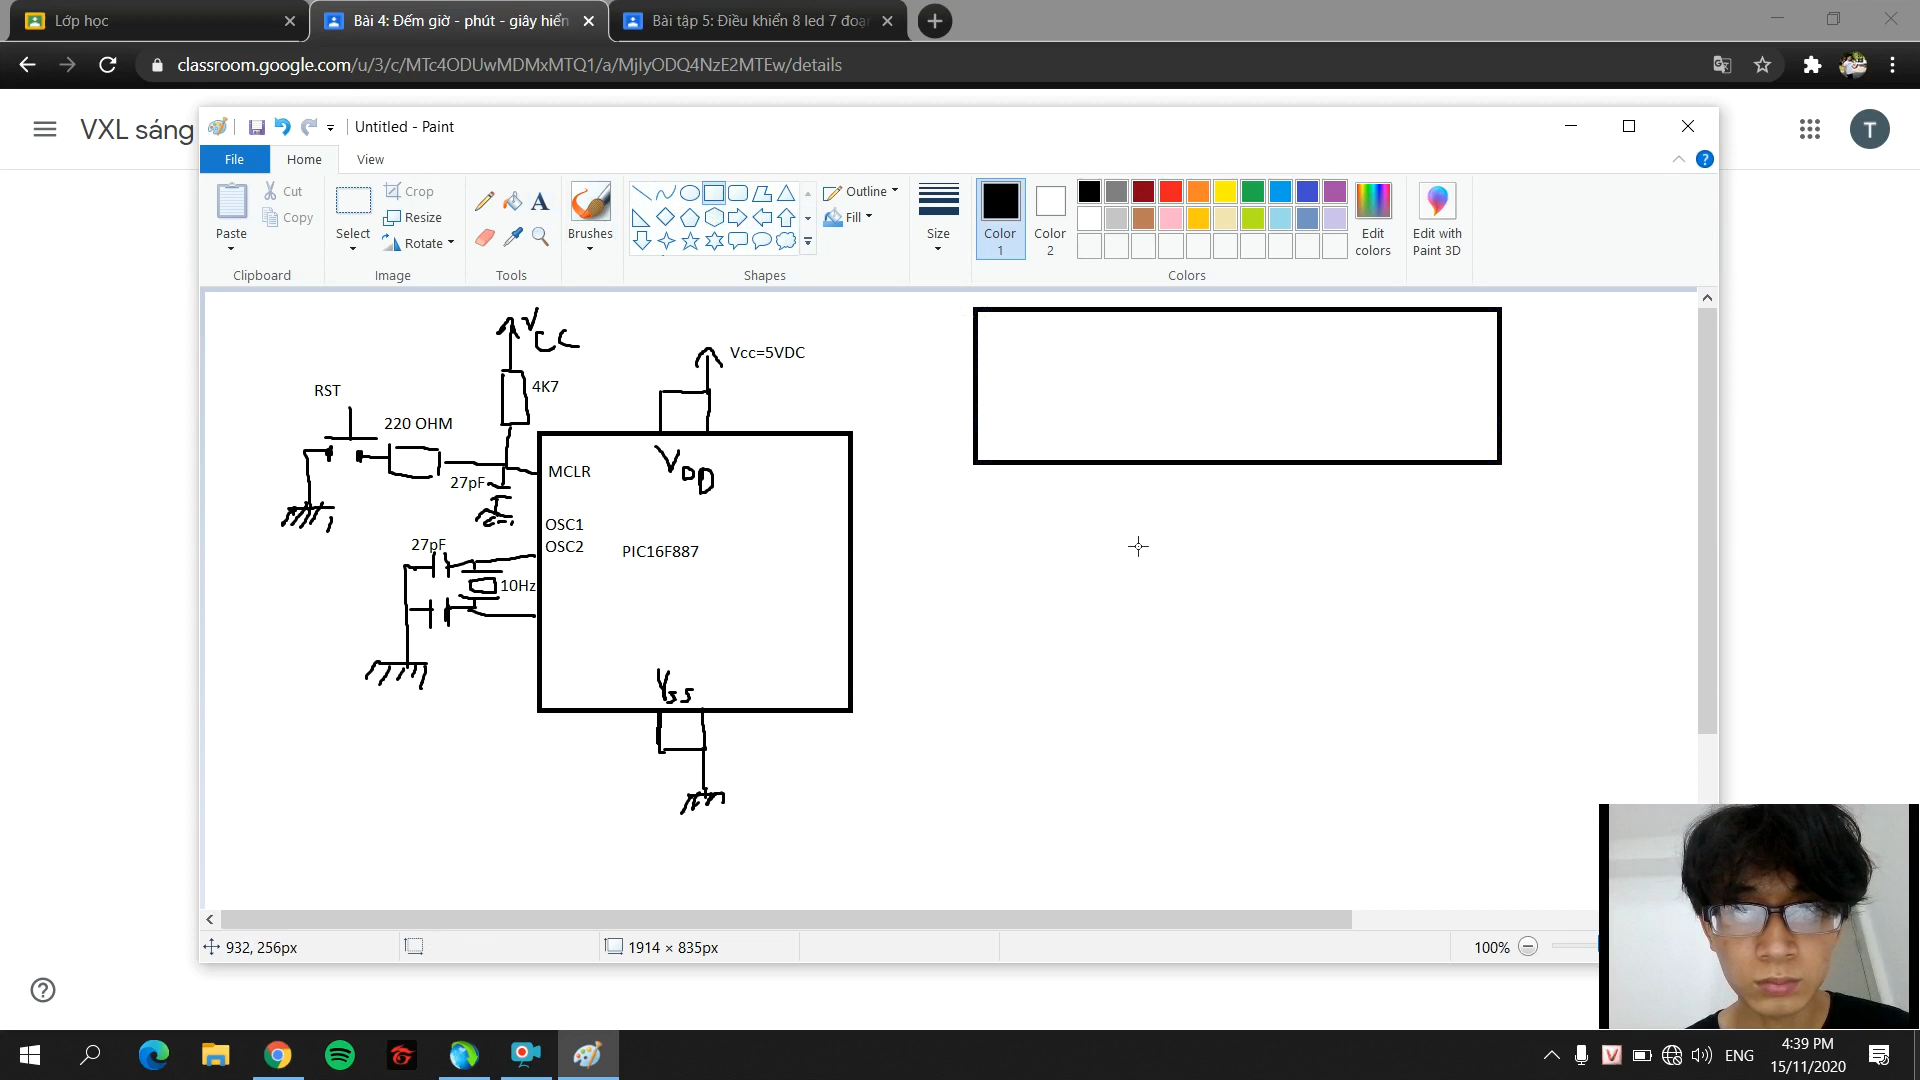 Lớp học
Bài 4: Đếm giờ - phút - giây hiển
Bài tập 5: Điều khiển 8 led 7 đoạn
classroom.google.com/u/3/c/MTc4ODUwMDMxMTQ1/a/MjIyODQ4NzE2MTEw/details
VXL sáng
T
Untitled - Paint
File
Home
View
Paste
Cut
Copy
Clipboard
Select
Crop
Resize
Rotate
Image
A
Tools
Brushes
Shapes
Outline
Fill
Size
Color
1
Color
2
Edit
colors
Edit with
Paint 3D
Colors
VCC
Vcc=5VDC
4K7
RST
220 OHM
MCLR
VDD
27pF
OSC1
OSC2
PIC16F887
27pF
10Hz
VSS
932, 256px
1914 × 835px
100%
ENG
4:39 PM
15/11/2020